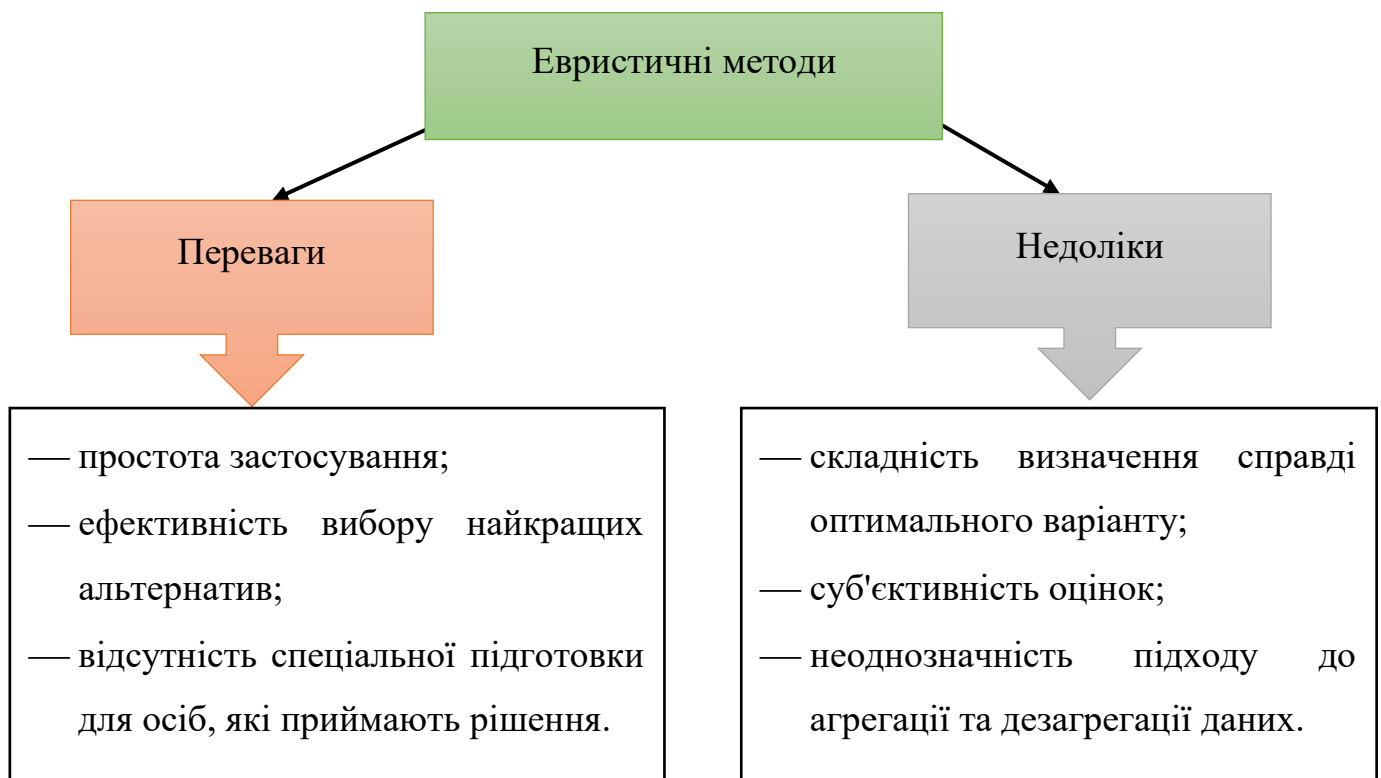 Евристичні методи
Переваги
Недоліки
— простота застосування;
— ефективність вибору найкращих
альтернатив;
— відсутність спеціальної підготовки
для осіб, які приймають рішення.
— складність визначення справді
оптимального варіанту;
— суб'єктивність оцінок;
— неоднозначність підходу до
агрегації та дезагрегації даних.